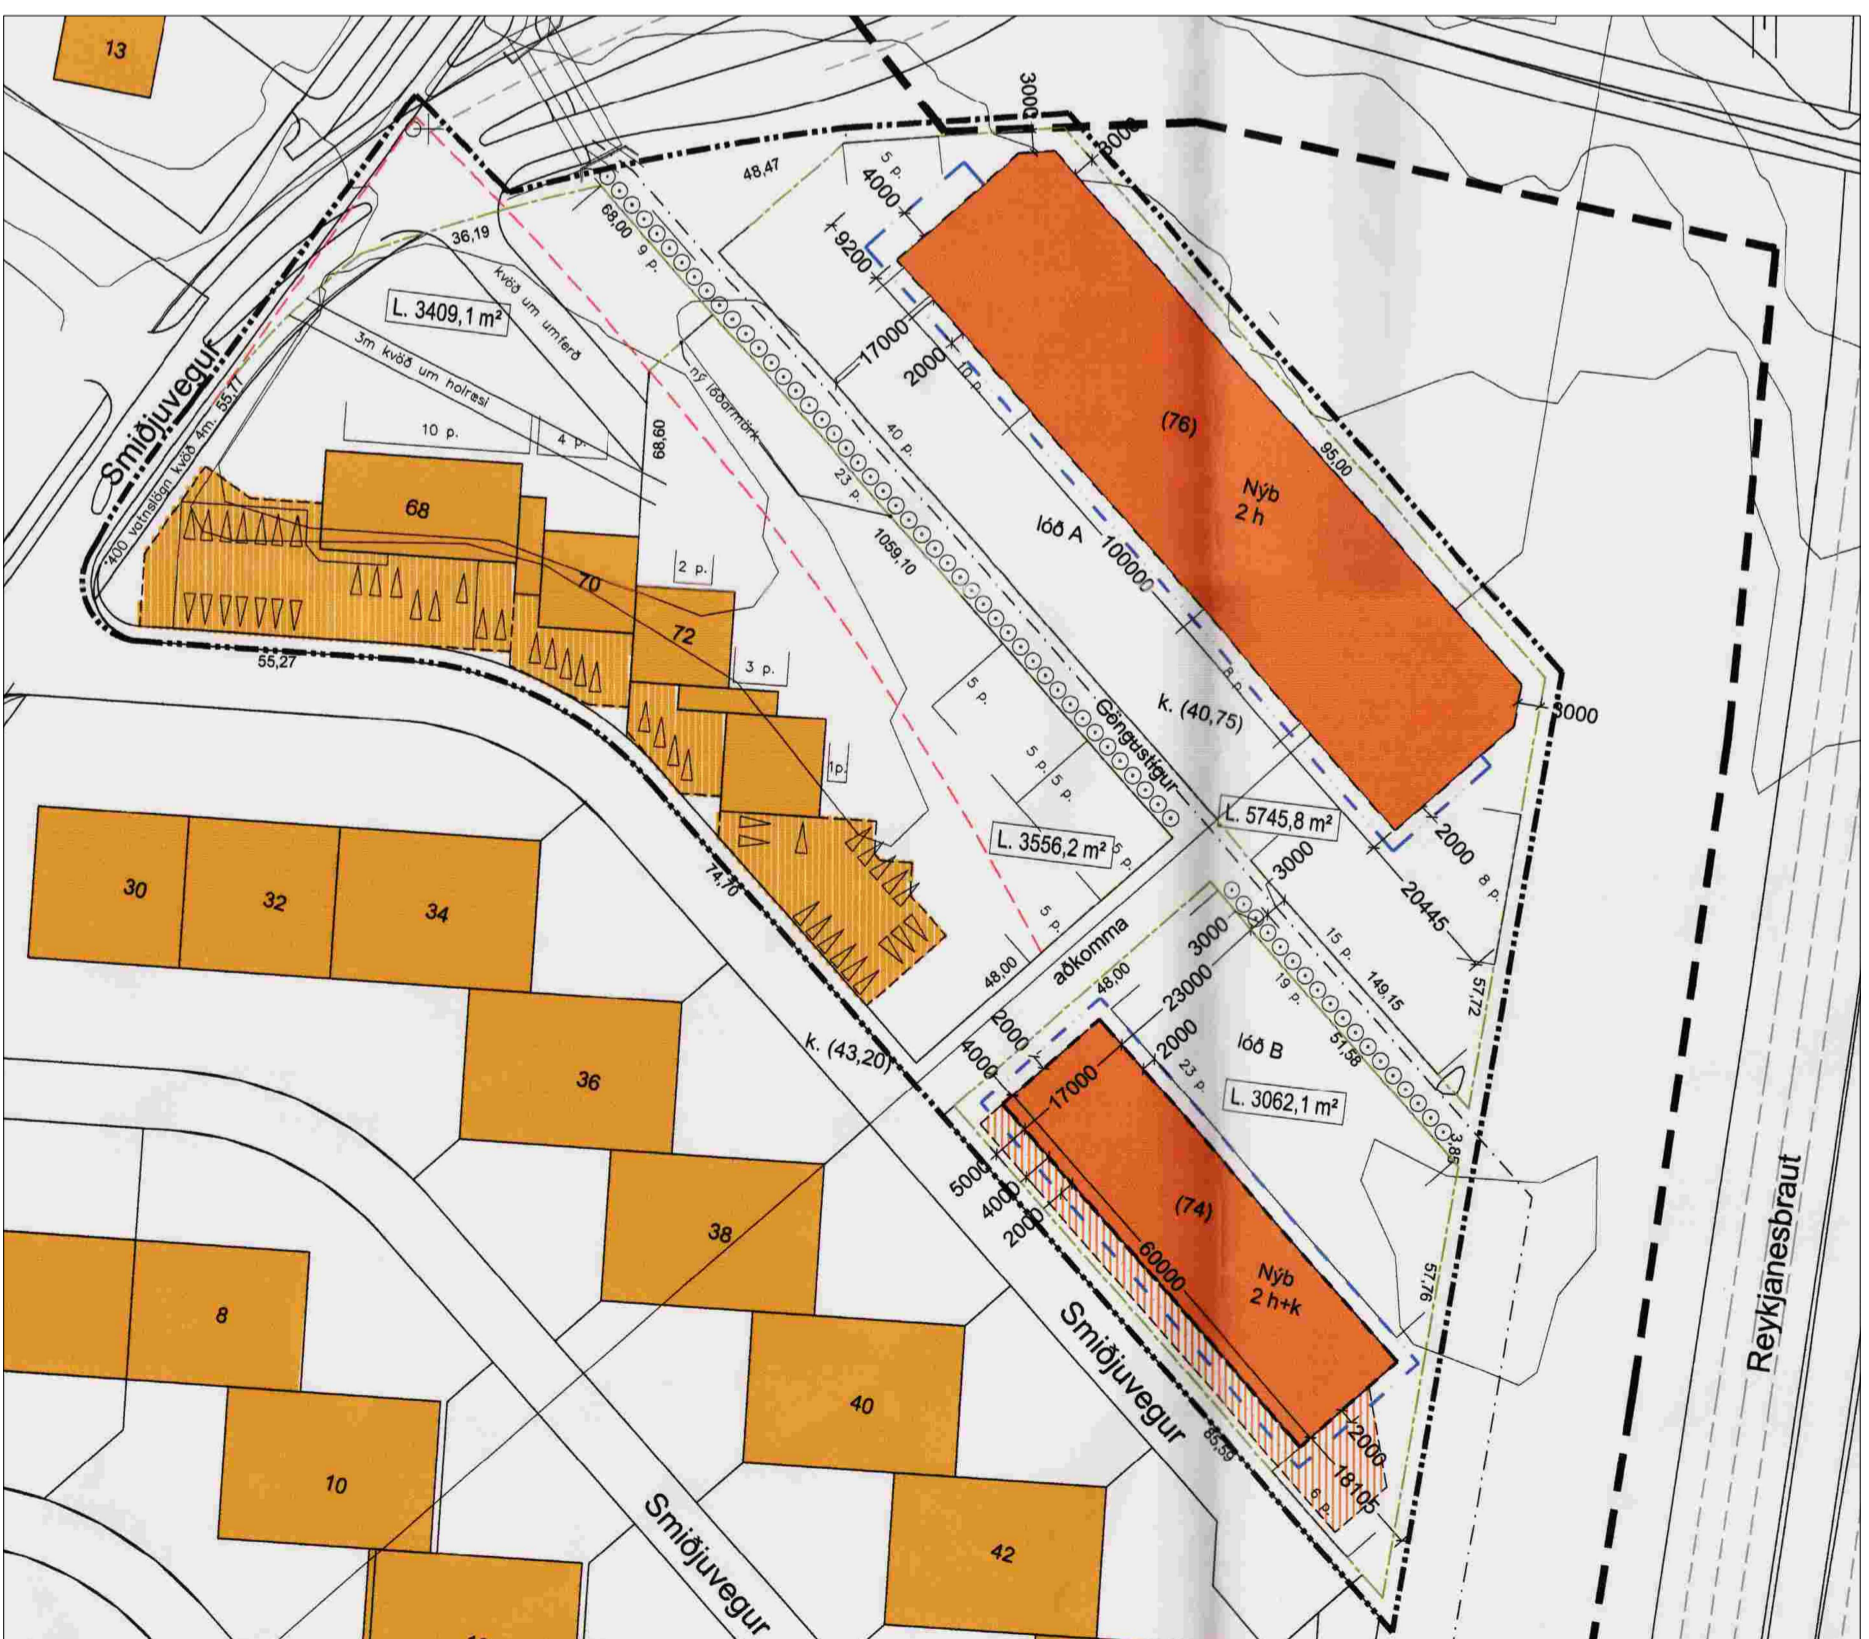 13
3000
3000
48,47
5 p.
4000
9200
36,19
68,00
9 p.
L. 3409,1 m²
kvöð um umferð
3m kvöð um holræsi
17000
2000
10 p.
Smiðjuvegur
55,77
400 vatnslögn kvöð 4m.
10 p.
4 p.
68,60
ný lóðarmörk
40 p.
23 p.
(76)
95,00
Nýb
2 h
lóð A
100000
1059,10
68
70
72
2 p.
3 p.
1p.
55,27
5 p.
8 p.
k. (40,75)
Göngustígur
3000
5 p.
5 p.
L. 5745,8 m²
L. 3556,2 m²
5 p.
3000
2000
8 p.
20445
74,70
5 p.
48,00
aðkomma
48,00
3000
23000
15 p.
149,15
19 p.
57,72
30
32
34
k. (43,20)
2000
4000
2000
23 p.
lóð B
51,58
L. 3062,1 m²
17000
36
3,85
5000
4000
2000
(74)
60000
Nýb
2 h+k
57,76
Reykjanesbraut
38
8
Smiðjuvegur
85,59
2000
18105
6 p.
40
10
Smiðjuvegur
42